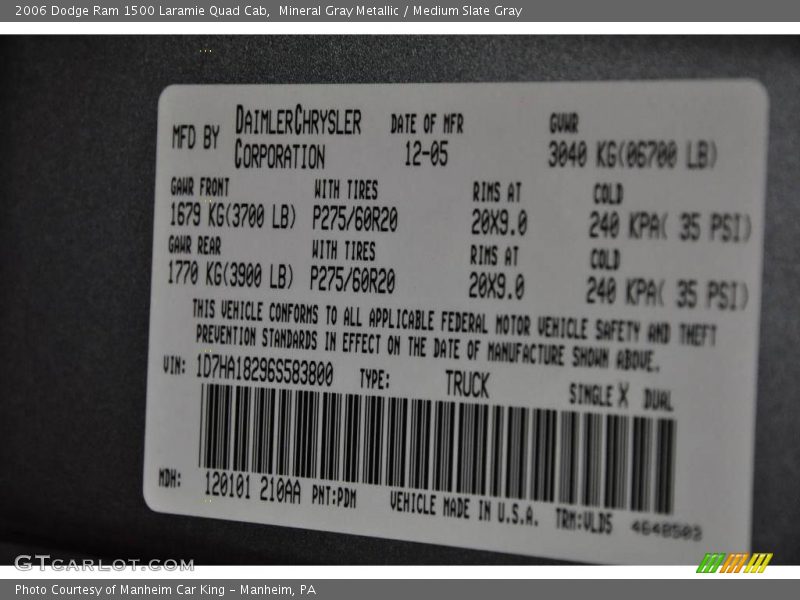 2006 Dodge Ram 1500 Laramie Quad Cab,  Mineral Gray Metallic / Medium Slate Gray
MFD BY DAIMLERCHRYSLER CORPORATION DATE OF MFR 12-05 GVWR 3040 KG(06700 LB)
GAWR FRONT WITH TIRES RIMS AT COLD
1679 KG(3700 LB) P275/60R20 20X9.0 240 KPA( 35 PSI)
GAWR REAR WITH TIRES RIMS AT COLD
1770 KG(3900 LB) P275/60R20 20X9.0 240 KPA( 35 PSI)
THIS VEHICLE CONFORMS TO ALL APPLICABLE FEDERAL MOTOR VEHICLE SAFETY AND THEFT
PREVENTION STANDARDS IN EFFECT ON THE DATE OF MANUFACTURE SHOWN ABOVE.
VIN: 1D7HA18296S583800 TYPE: TRUCK SINGLE X DUAL
MDH: 120101 210AA PNT:PDM VEHICLE MADE IN U.S.A. TRM:VLD5 4648503
GTCARLOT.COM
Photo Courtesy of Manheim Car King - Manheim, PA